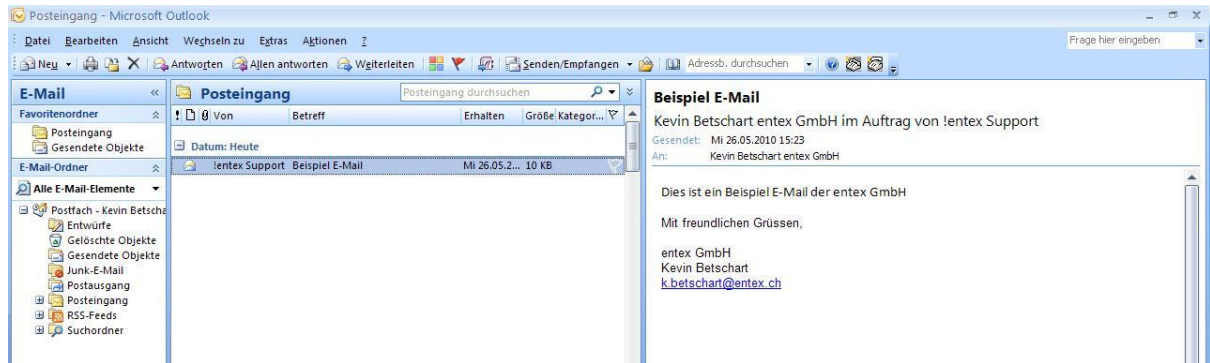 Posteingang - Microsoft Outlook
Datei Bearbeiten Ansicht Wechseln zu Extras Aktionen ?
Frage hier eingeben
Neu Antworten Allen antworten Weiterleiten Senden/Empfangen Adressb. durchsuchen
E-Mail «
Favoritenordner
Posteingang
Gesendete Objekte
E-Mail-Ordner
Alle E-Mail-Elemente
Postfach - Kevin Betscha
Entwürfe
Gelöschte Objekte
Gesendete Objekte
Junk-E-Mail
Postausgang
Posteingang
RSS-Feeds
Suchordner
Posteingang
Posteingang durchsuchen
Von Betreff Erhalten Größe Kategor...
Datum: Heute
!entex Support Beispiel E-Mail Mi 26.05.2... 10 KB
Beispiel E-Mail
Kevin Betschart entex GmbH im Auftrag von !entex Support
Gesendet: Mi 26.05.2010 15:23
An: Kevin Betschart entex GmbH
Dies ist ein Beispiel E-Mail der entex GmbH
Mit freundlichen Grüssen,
entex GmbH
Kevin Betschart
k.betschart@entex.ch